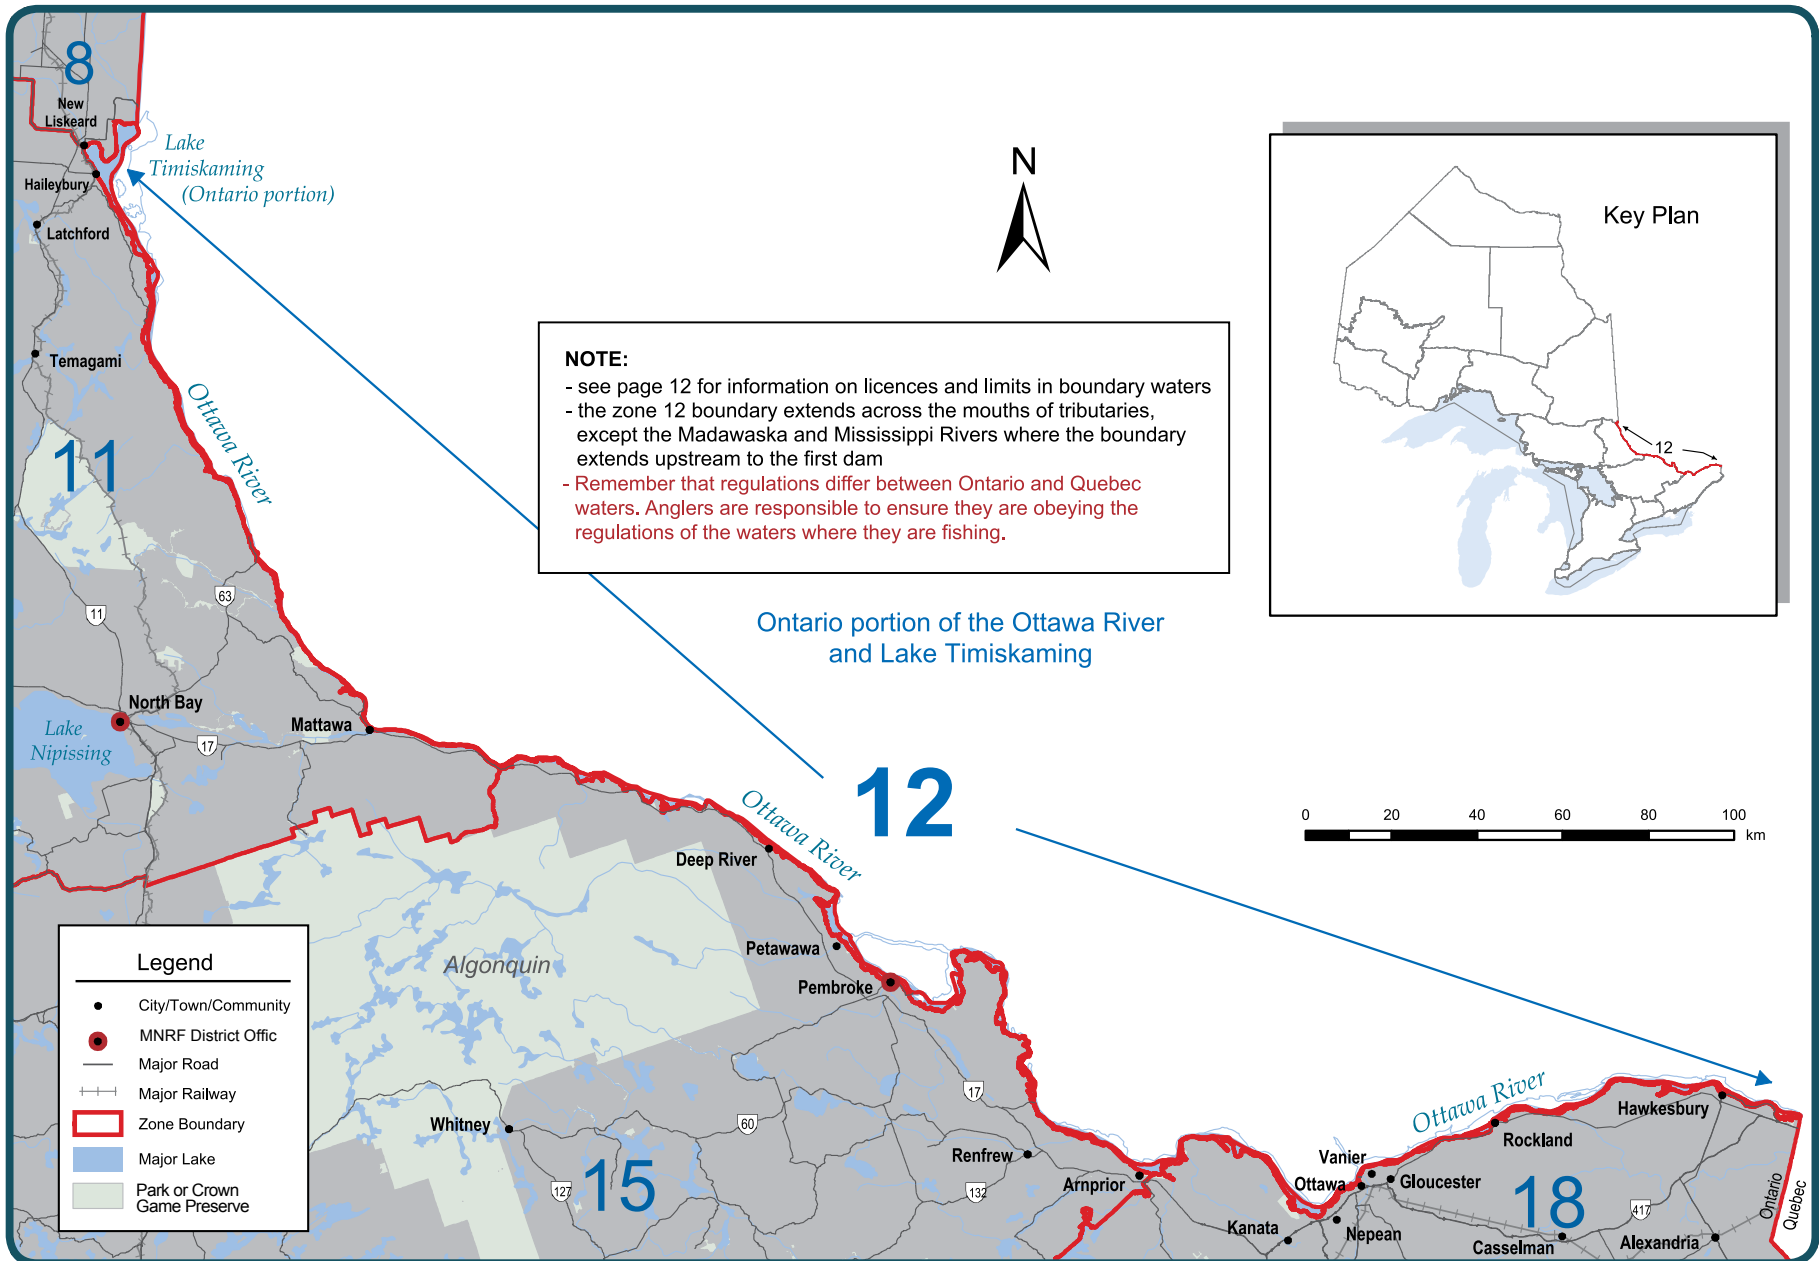 8
New
Liskeard
Lake
Timiskaming
(Ontario portion)
Haileybury
Latchford
Temagami
Ottawa River
11
63
11
North Bay
Lake
Nipissing
17
Mattawa
N
Key Plan
12
NOTE:
- see page 12 for information on licences and limits in boundary waters
- the zone 12 boundary extends across the mouths of tributaries,
except the Madawaska and Mississippi Rivers where the boundary
extends upstream to the first dam
- Remember that regulations differ between Ontario and Quebec
waters. Anglers are responsible to ensure they are obeying the
regulations of the waters where they are fishing.
Ontario portion of the Ottawa River
and Lake Timiskaming
12
0 20 40 60 80 100
km
Ottawa River
Deep River
Petawawa
Pembroke
Algonquin
Legend
City/Town/Community
MNRF District Offic
Major Road
Major Railway
Zone Boundary
Major Lake
Park or Crown
Game Preserve
Whitney
60
17
127
15
Renfrew
132
Arnprior
Ottawa River
Hawkesbury
Rockland
Vanier
Ottawa
Gloucester
Kanata
Nepean
18
417
Casselman
Alexandria
Ontario
Quebec